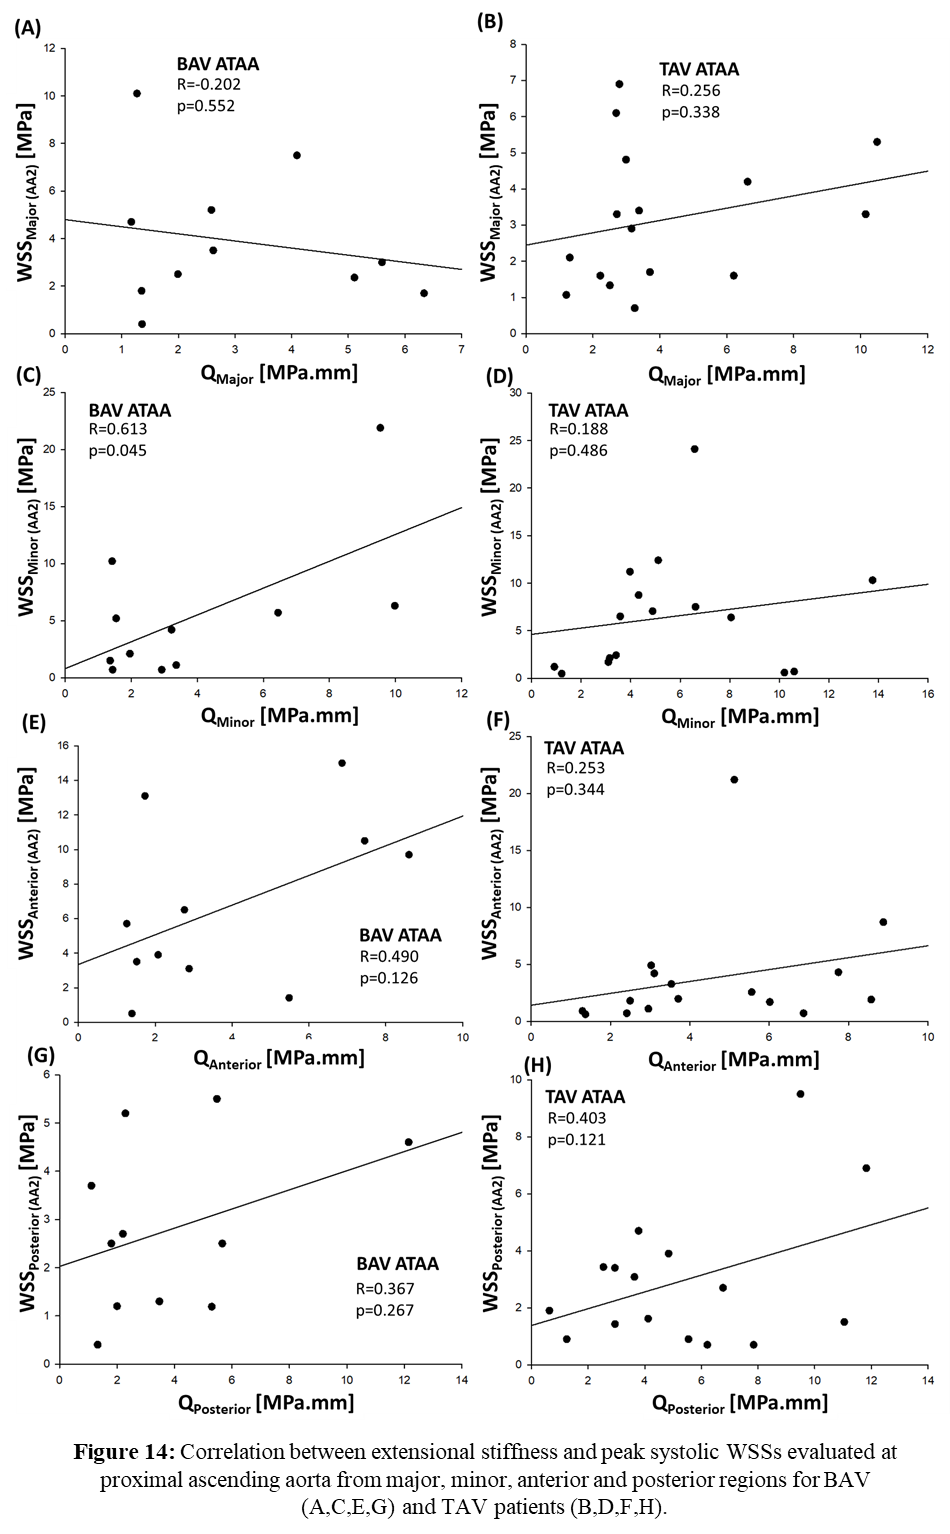 (A)
BAV ATAA
R=-0.202
p=0.552
WSSMajor (AA2) [MPa]
12
10
8
6
4
2
0
0 1 2 3 4 5 6 7
QMajor [MPa.mm]
(B)
TAV ATAA
R=0.256
p=0.338
WSSMajor (AA2) [MPa]
8
7
6
5
4
3
2
1
0
0 2 4 6 8 10 12
QMajor [MPa.mm]
(C)
BAV ATAA
R=0.613
p=0.045
WSSMinor (AA2) [MPa]
25
20
15
10
5
0
0 2 4 6 8 10 12
QMinor [MPa.mm]
(D)
TAV ATAA
R=0.188
p=0.486
WSSMinor (AA2) [MPa]
30
25
20
15
10
5
0
0 2 4 6 8 10 12 14 16
QMinor [MPa.mm]
(E)
BAV ATAA
R=0.490
p=0.126
WSSAnterior (AA2) [MPa]
16
14
12
10
8
6
4
2
0
0 2 4 6 8 10
QAnterior [MPa.mm]
(F)
TAV ATAA
R=0.253
p=0.344
WSSAnterior (AA2) [MPa]
25
20
15
10
5
0
0 2 4 6 8 10
QAnterior [MPa.mm]
(G)
BAV ATAA
R=0.367
p=0.267
WSSPosterior (AA2) [MPa]
6
5
4
3
2
1
0
0 2 4 6 8 10 12 14
QPosterior [MPa.mm]
(H)
TAV ATAA
R=0.403
p=0.121
WSSPosterior (AA2) [MPa]
10
8
6
4
2
0
0 2 4 6 8 10 12 14
QPosterior [MPa.mm]
Figure 14: Correlation between extensional stiffness and peak systolic WSSs evaluated at
proximal ascending aorta from major, minor, anterior and posterior regions for BAV
(A,C,E,G) and TAV patients (B,D,F,H).